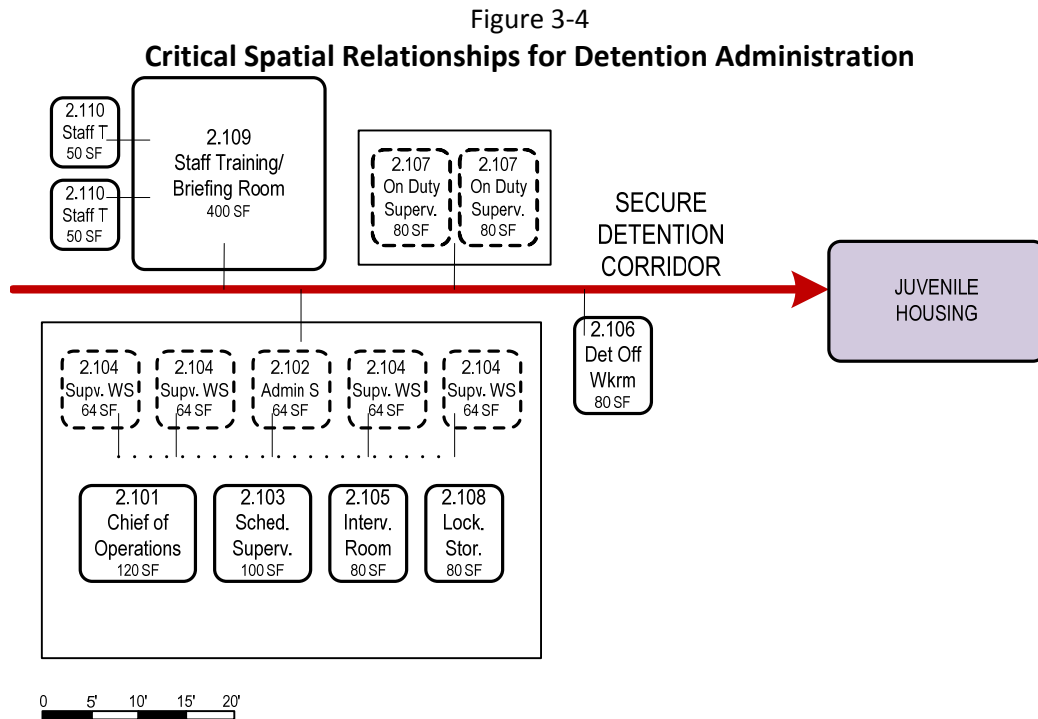 Figure 3-4
Critical Spatial Relationships for Detention Administration
2.110
Staff T
50 SF
2.110
Staff T
50 SF
2.109
Staff Training/
Briefing Room
400 SF
2.107
On Duty
Superv.
80 SF
2.107
On Duty
Superv.
80 SF
SECURE
DETENTION
CORRIDOR
JUVENILE
HOUSING
2.106
Det Off
Wkrm
80 SF
2.104
Supv. WS
64 SF
2.104
Supv. WS
64 SF
2.102
Admin S
64 SF
2.104
Supv. WS
64 SF
2.104
Supv. WS
64 SF
2.101
Chief of
Operations
120 SF
2.103
Sched.
Superv.
100 SF
2.105
Interv.
Room
80 SF
2.108
Lock.
Stor.
80 SF
0 5' 10' 15' 20'